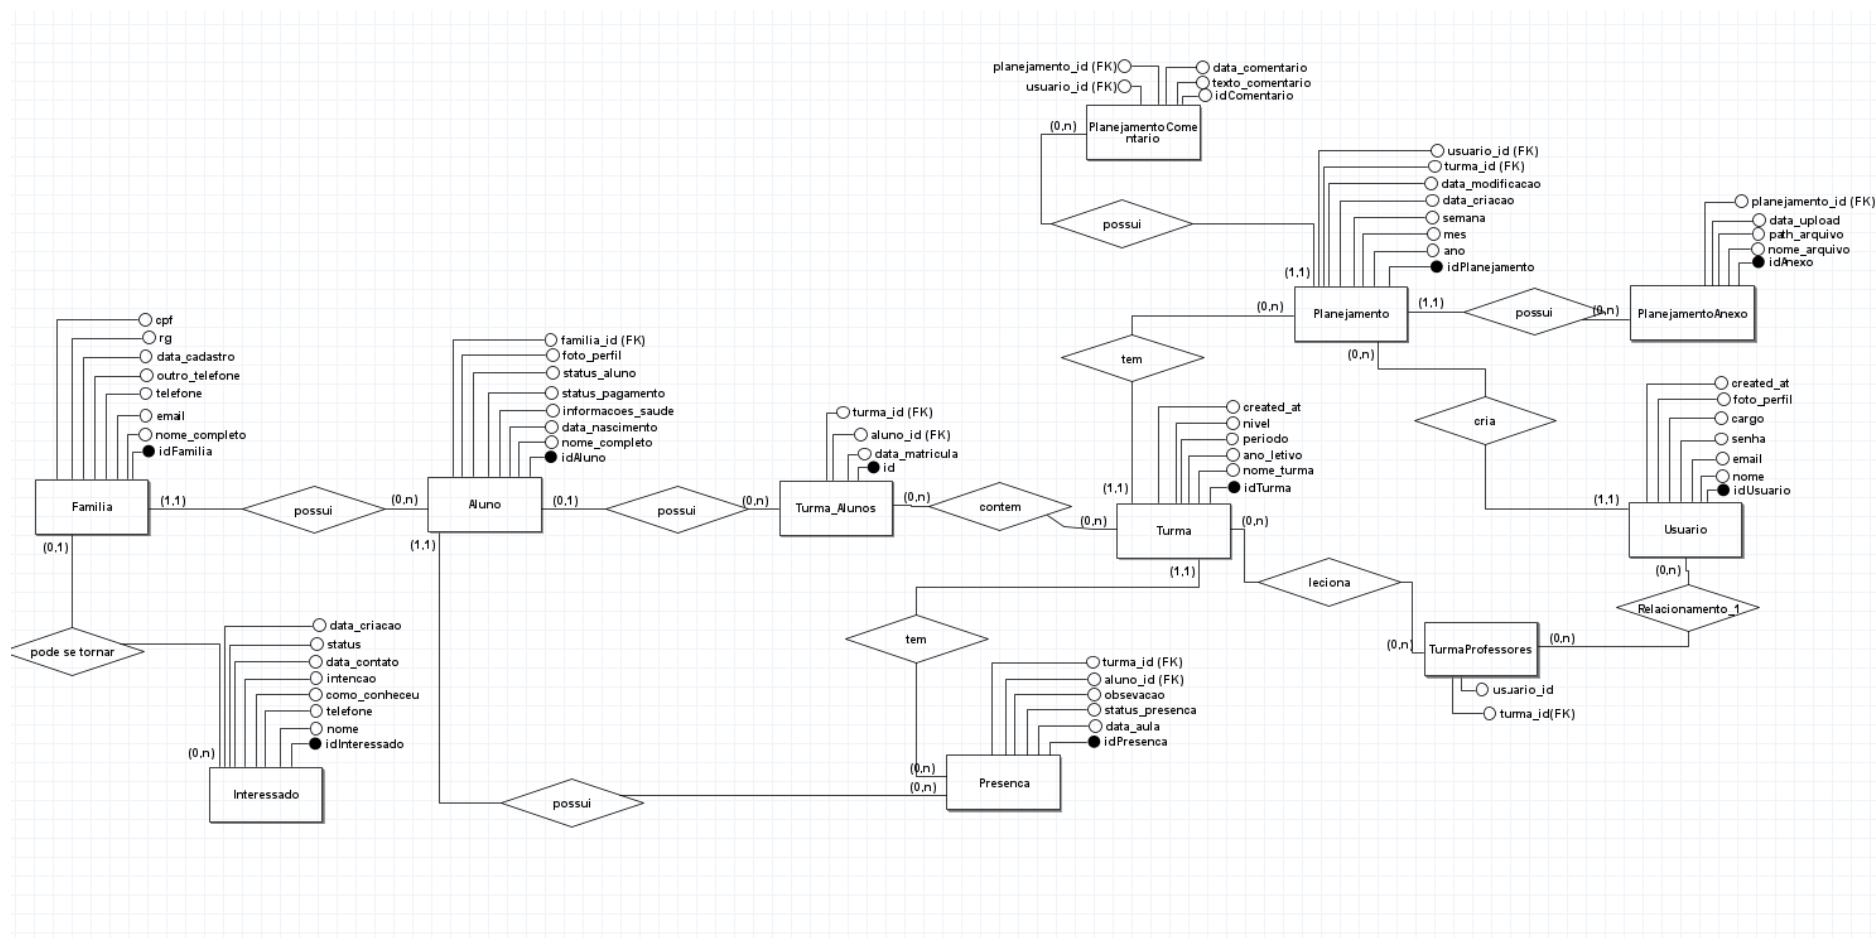 planejamento_id (FK)
usuario_id (FK)
data_comentario
texto_comentario
idComentario
PlanejamentoCome
ntario
(0,n)
possui
(1,1)
usuario_id (FK)
turma_id (FK)
data_modificacao
data_criacao
semana
mes
ano
idPlanejamento
Planejamento
(0,n)
(1,1)
(0,n)
possui
(0,n)
planejamento_id (FK)
data_upload
path_arquivo
nome_arquivo
idAnexo
PlanejamentoAnexo
tem
cria
cpf
rg
data_cadastro
outro_telefone
telefone
email
nome_completo
idFamilia
Familia
(1,1)
(0,1)
possui
(0,n)
familia_id (FK)
foto_perfil
status_aluno
status_pagamento
informacoes_saude
data_nascimento
nome_completo
idAluno
Aluno
(0,1)
(1,1)
possui
(0,n)
turma_id (FK)
aluno_id (FK)
data_matricula
id
Turma_Alunos
(0,n)
contem
(0,n)
(1,1)
created_at
nivel
periodo
ano_letivo
nome_turma
idTurma
Turma
(0,n)
(1,1)
created_at
foto_perfil
cargo
senha
email
nome
idUsuario
(1,1)
Usuario
(0,n)
leciona
Relacionamento_1
(0,n)
TurmaProfessores
(0,n)
usuario_id
turma_id(FK)
pode se tornar
data_criacao
status
data_contato
intencao
como_conheceu
telefone
nome
idInteressado
(0,n)
Interessado
tem
turma_id (FK)
aluno_id (FK)
obsevacao
status_presenca
data_aula
idPresenca
(0,n)
(0,n)
Presenca
possui